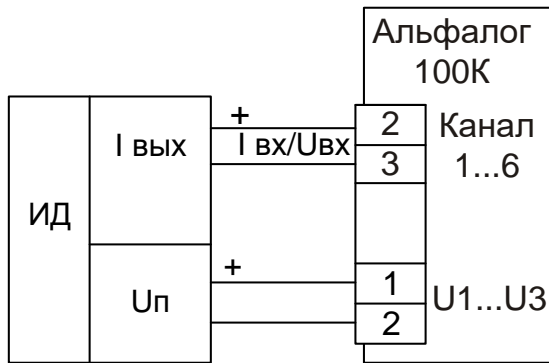 Альфалог
100К
+
I вых
I вх/Uвх
2
Канал
3
1...6
ИД
+
Uп
1
U1...U3
2